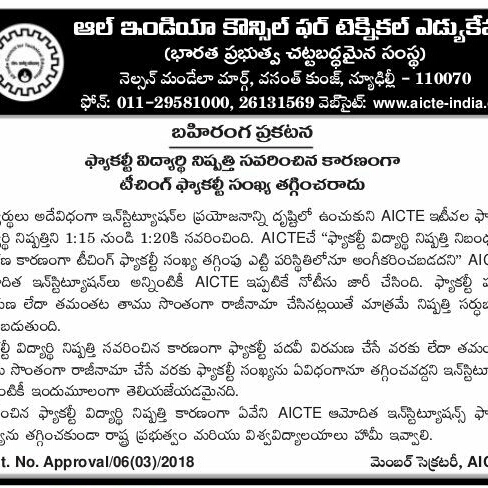 ఆల్ ఇండియా కౌన్సిల్ ఫర్ టెక్నికల్ ఎడ్యుకే
(భారత ప్రభుత్వ చట్టబద్ధమైన సంస్థ)
నెల్సన్ మండేలా మార్గ్, వసంత్ కుంజ్, న్యూఢిల్లీ – 110070
ఫోన్: 011-29581000, 26131569 వెబ్‌సైట్: www.aicte-india.o
బహిరంగ ప్రకటన
ఫ్యాకల్టీ విద్యార్థి నిష్పత్తి సవరించిన కారణంగా
టీచింగ్ ఫ్యాకల్టీ సంఖ్య తగ్గించరాదు
ర్థులు అదేవిధంగా ఇన్‌స్టిట్యూషన్‌ల ప్రయోజనాన్ని దృష్టిలో ఉంచుకుని AICTE ఇటీవల ఫ్యా
ర్థి నిష్పత్తిని 1:15 నుండి 1:20కి సవరించింది. AICTEచే "ఫ్యాకల్టీ విద్యార్థి నిష్పత్తి నిబంధ
ణ కారణంగా టీచింగ్ ఫ్యాకల్టీ సంఖ్య తగ్గింపు ఎట్టి పరిస్థితిలోనూ అంగీకరించబడదని" AIC
దిత ఇన్‌స్టిట్యూషన్‌లు అన్నింటికీ AICTE ఇప్పటికే నోటీసు జారీ చేసింది. ఫ్యాకల్టీ ప
మణ లేదా తమంతట తాము సొంతంగా రాజీనామా చేసినట్లయితే మాత్రమే నిష్పత్తి సర్దుబా
బడుతుంది.
ల్టీ విద్యార్థి నిష్పత్తి సవరించిన కారణంగా ఫ్యాకల్టీ పదవీ విరమణ చేసే వరకు లేదా తమం
ు సొంతంగా రాజీనామా చేసే వరకు ఫ్యాకల్టీ సంఖ్యను ఏవిధంగానూ తగ్గించవద్దని ఇన్‌స్టిట్యూ
ంటికీ ఇందుమూలంగా తెలియజేయడమైనది.
ించిన ఫ్యాకల్టీ విద్యార్థి నిష్పత్తి కారణంగా ఏవేని AICTE ఆమోదిత ఇన్‌స్టిట్యూషన్స్ ఫ్యా
్యను తగ్గించకుండా రాష్ట్ర ప్రభుత్వం మరియు విశ్వవిద్యాలయాలు హామీ ఇవ్వాలి.
t. No. Approval/06(03)/2018 మెంబర్ సెక్రటరీ, AIC